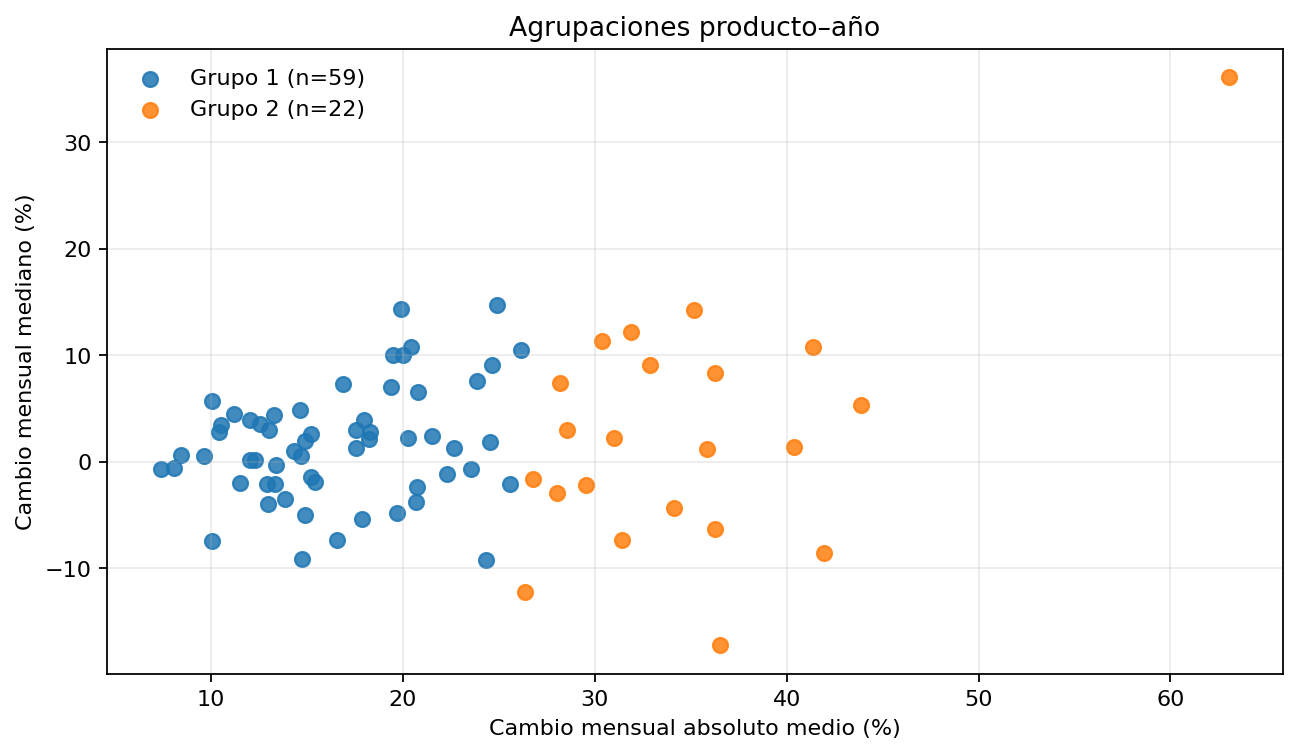 Agrupaciones producto–año
Grupo 1 (n=59)
Grupo 2 (n=22)
Cambio mensual mediano (%)
30
20
10
0
−10
10 20 30 40 50 60
Cambio mensual absoluto medio (%)